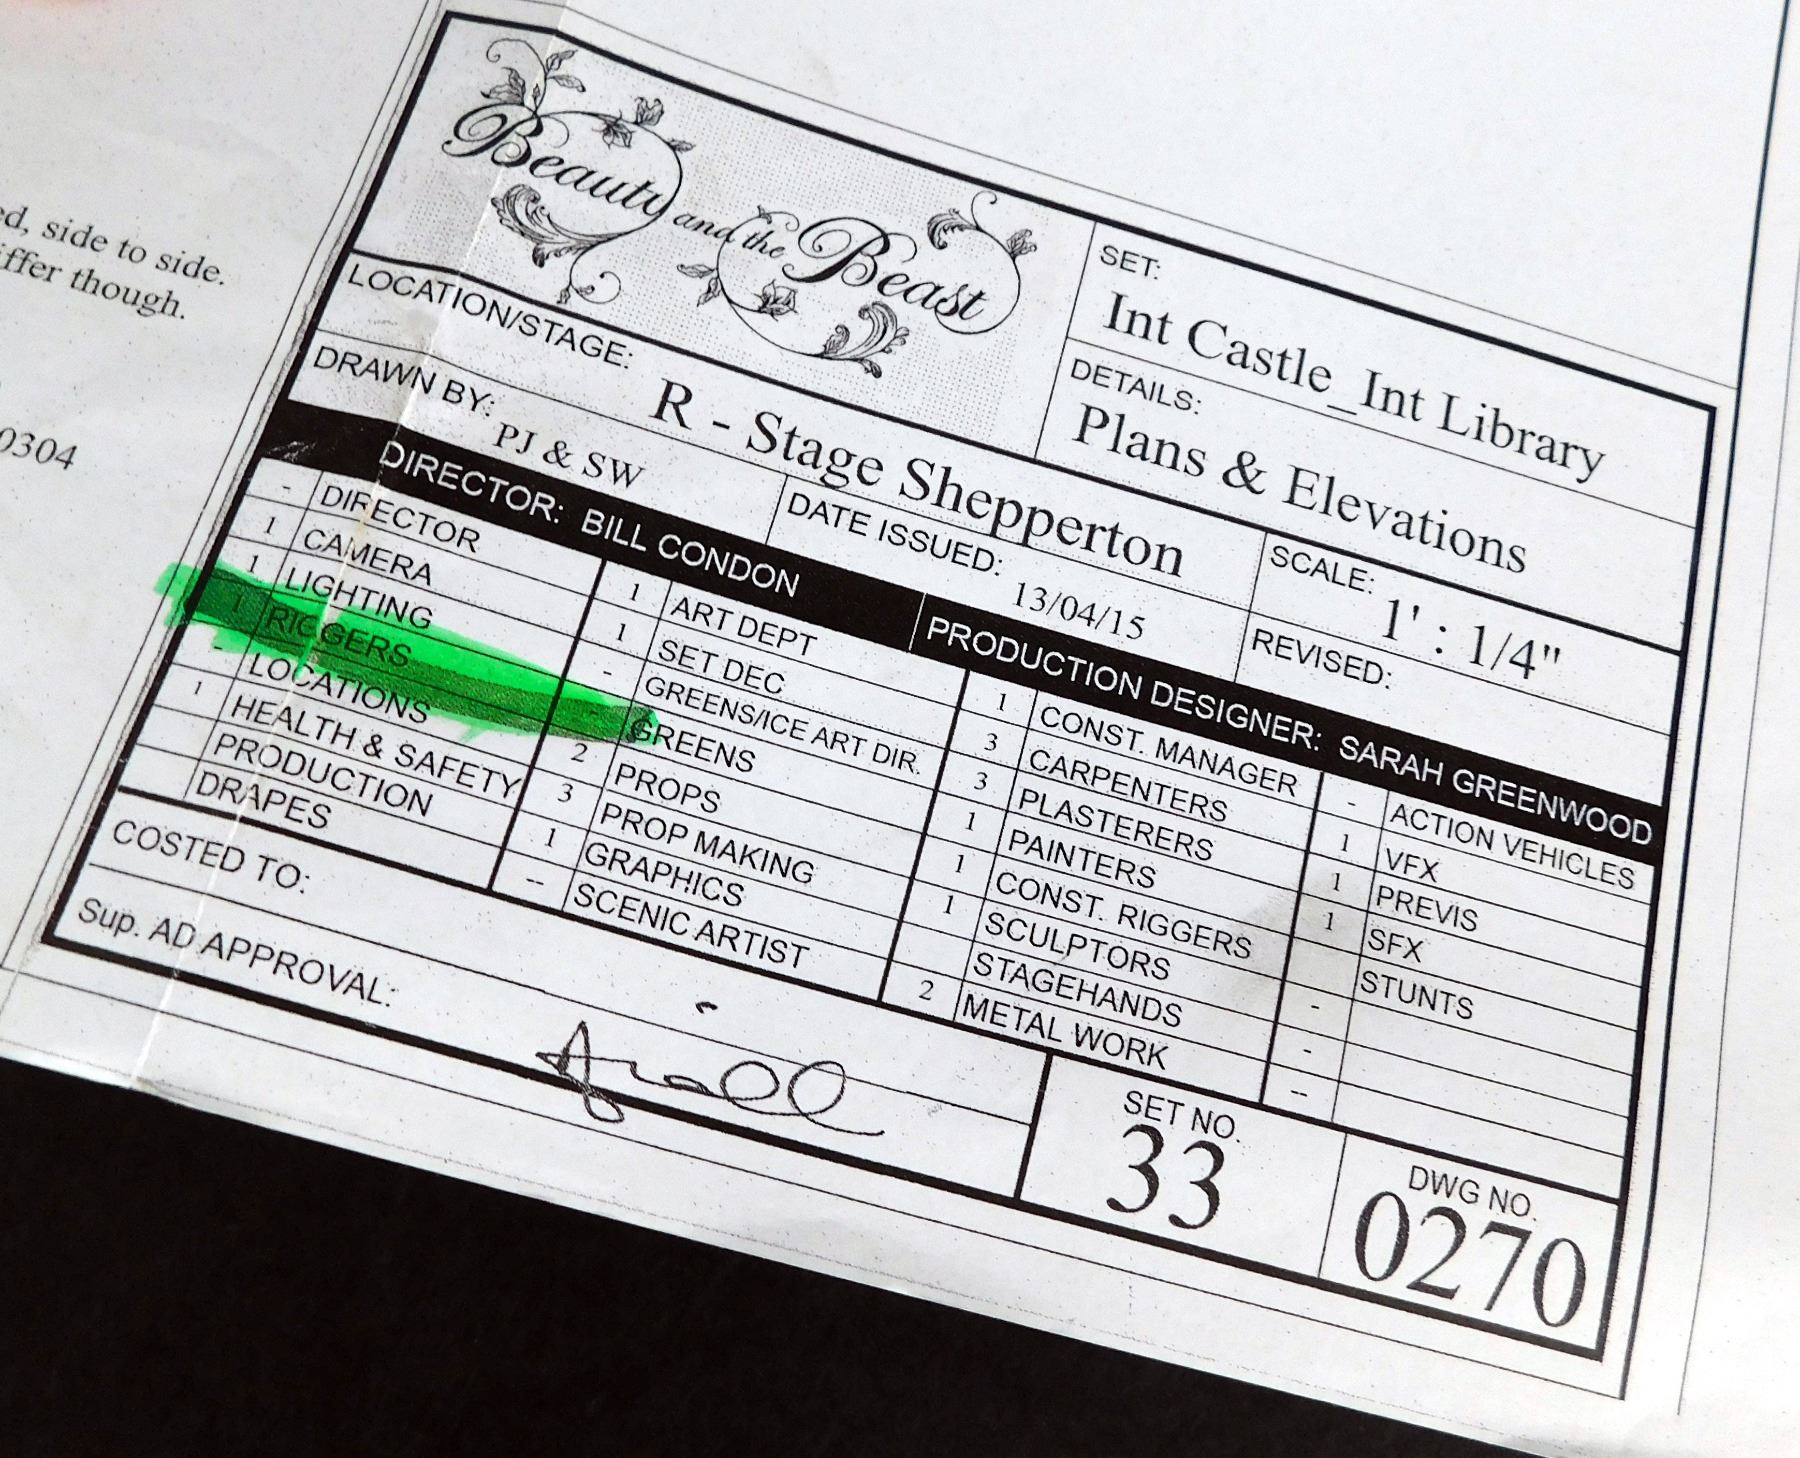 ed, side to side.
iffer though.
0304
Beauty and the Beast
SET:
Int Castle_Int Library
DETAILS:
Plans & Elevations
LOCATION/STAGE:
R - Stage Shepperton
SCALE:
1' : 1/4"
DRAWN BY:
PJ & SW
DATE ISSUED:
13/04/15
REVISED:
DIRECTOR: BILL CONDON
PRODUCTION DESIGNER: SARAH GREENWOOD
- DIRECTOR
1 CAMERA
1 LIGHTING
1 RIGGERS
- LOCATIONS
1 HEALTH & SAFETY
PRODUCTION
DRAPES
1 ART DEPT
1 SET DEC
- GREENS/ICE ART DIR.
- GREENS
2 PROPS
3 PROP MAKING
1 GRAPHICS
-- SCENIC ARTIST
1 CONST. MANAGER
3 CARPENTERS
3 PLASTERERS
1 PAINTERS
1 CONST. RIGGERS
1 SCULPTORS
STAGEHANDS
2 METAL WORK
- ACTION VEHICLES
1 VFX
1 PREVIS
1 SFX
STUNTS
-
-
--
COSTED TO:
Sup. AD APPROVAL:
SET NO.
33
DWG NO.
0270